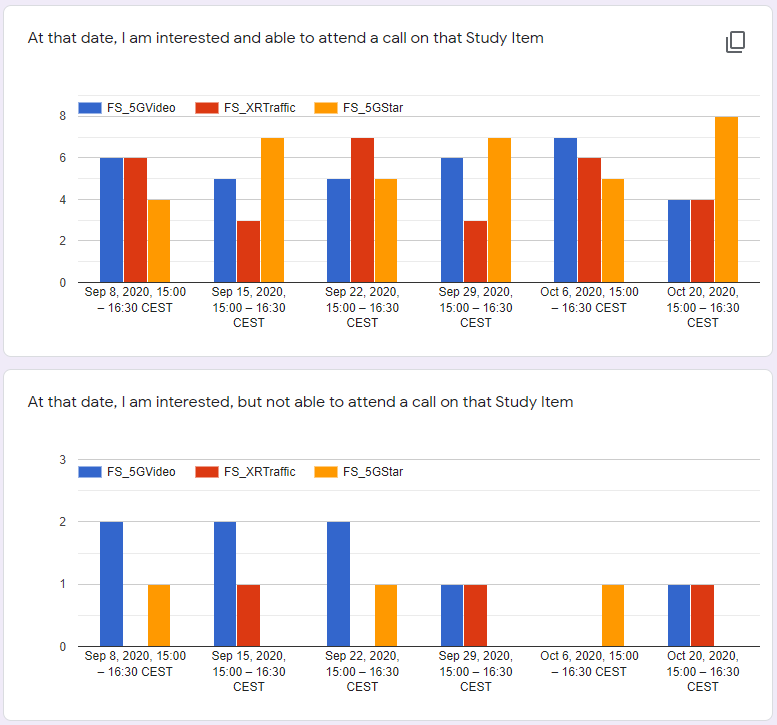 At that date, I am interested and able to attend a call on that Study Item
FS_5GVideo FS_XRTraffic FS_5GStar
8
6
4
2
0
Sep 8, 2020, 15:00
– 16:30 CEST
Sep 15, 2020,
15:00 – 16:30
CEST
Sep 22, 2020,
15:00 – 16:30
CEST
Sep 29, 2020,
15:00 – 16:30
CEST
Oct 6, 2020, 15:00
– 16:30 CEST
Oct 20, 2020,
15:00 – 16:30
CEST
At that date, I am interested, but not able to attend a call on that Study Item
3
FS_5GVideo FS_XRTraffic FS_5GStar
2
1
0
Sep 8, 2020, 15:00
– 16:30 CEST
Sep 15, 2020,
15:00 – 16:30
CEST
Sep 22, 2020,
15:00 – 16:30
CEST
Sep 29, 2020,
15:00 – 16:30
CEST
Oct 6, 2020, 15:00
– 16:30 CEST
Oct 20, 2020,
15:00 – 16:30
CEST